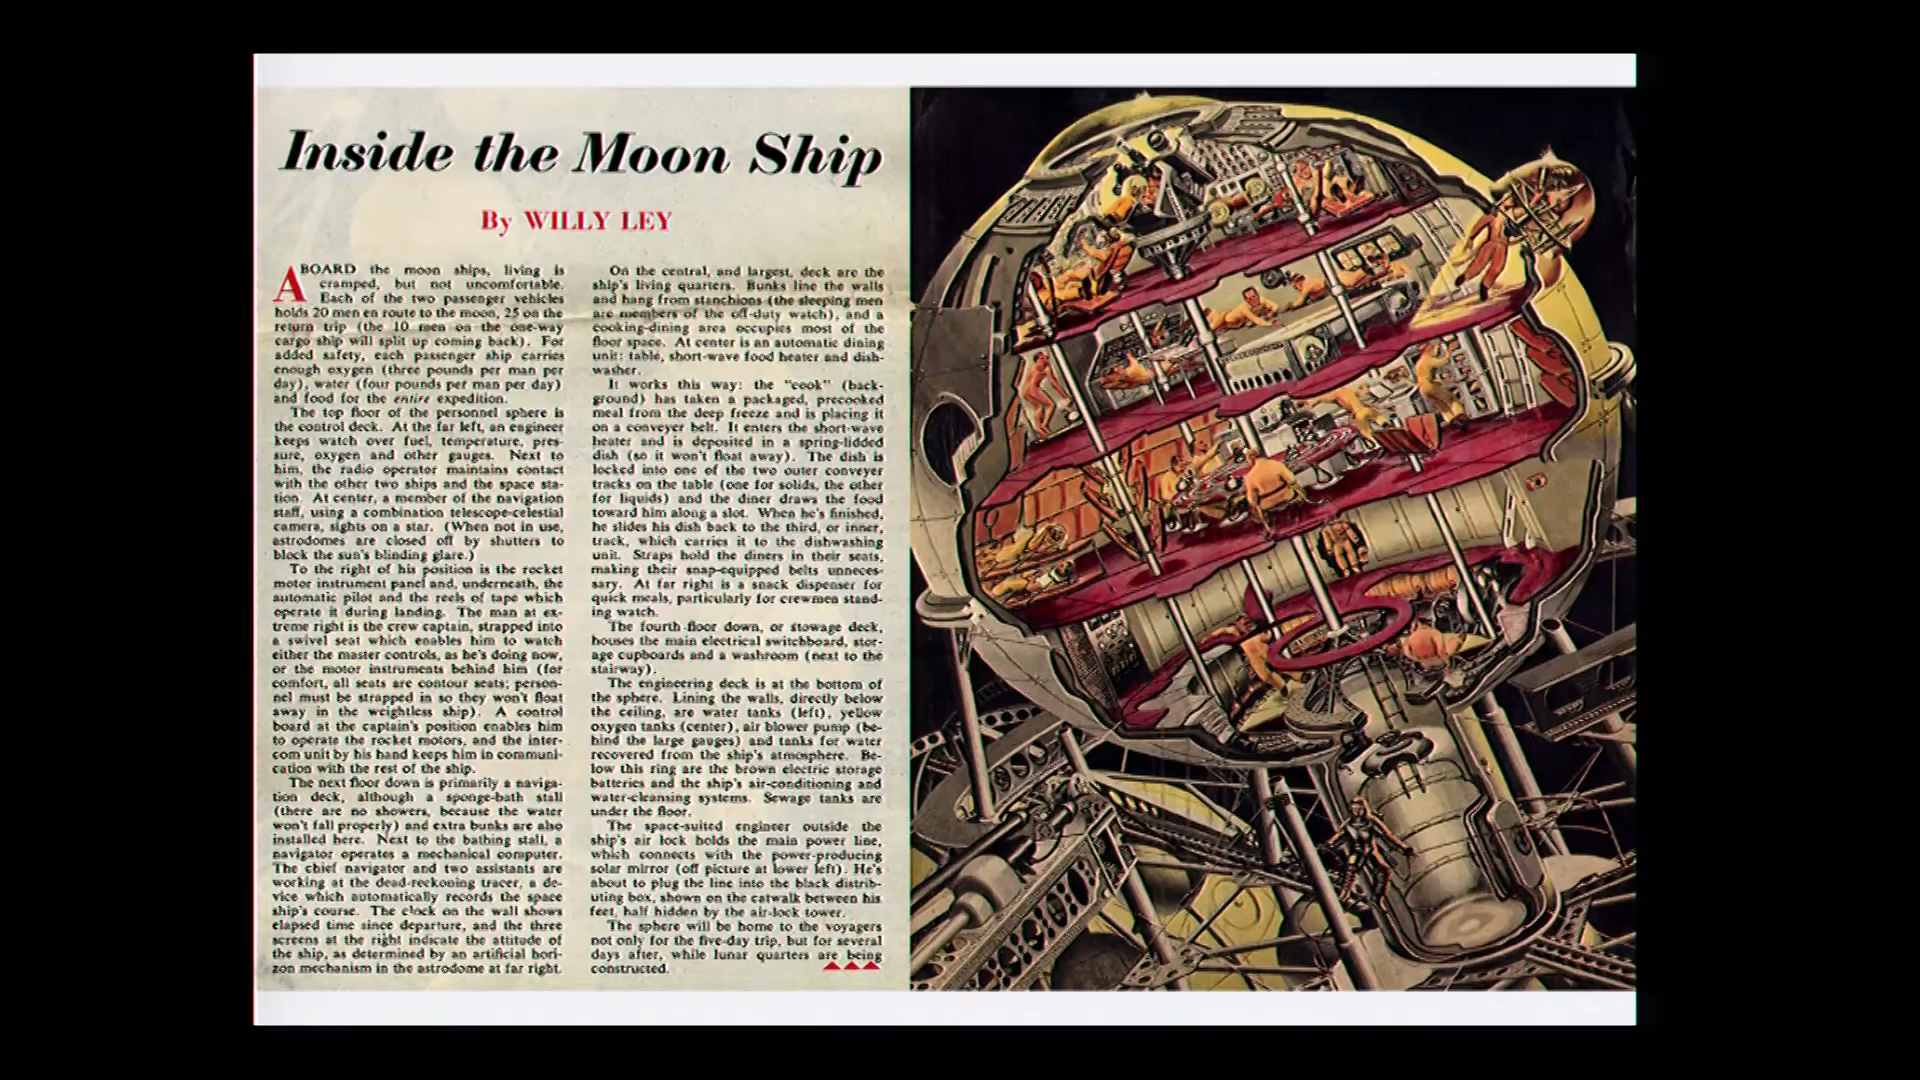 Inside the Moon Ship
By WILLY LEY
ABOARD the moon ships, living is
cramped, but not uncomfortable.
Each of the two passenger vehicles
holds 20 men en route to the moon, 25 on the
return trip (the 10 men on the one-way
cargo ship will split up coming back). For
added safety, each passenger ship carries
enough oxygen (three pounds per man per
day), water (four pounds per man per day)
and food for the entire expedition.
The top floor of the personnel sphere is
the control deck. At the far left, an engineer
keeps watch over fuel, temperature, pres-
sure, oxygen and other gauges. Next to
him, the radio operator maintains contact
with the other two ships and the space sta-
tion. At center, a member of the navigation
staff, using a combination telescope-celestial
camera, sights on a star. (When not in use,
astrodomes are closed off by shutters to
block the sun's blinding glare.)
To the right of his position is the rocket
motor instrument panel and, underneath, the
automatic pilot and the reels of tape which
operate it during landing. The man at ex-
treme right is the crew captain, strapped into
a swivel seat which enables him to watch
either the master controls, as he's doing now,
or the motor instruments behind him (for
comfort, all seats are contour seats; person-
nel must be strapped in so they won't float
away in the weightless ship). A control
board at the captain's position enables him
to operate the rocket motors, and the inter-
com unit by his hand keeps him in communi-
cation with the rest of the ship.
The next floor down is primarily a naviga-
tion deck, although a sponge-bath stall
(there are no showers, because the water
won't fall properly) and extra bunks are also
installed here. Next to the bathing stall, a
navigator operates a mechanical computer.
The chief navigator and two assistants are
working at the dead-reckoning tracer, a de-
vice which automatically records the space
ship's course. The clock on the wall shows
elapsed time since departure, and the three
screens at the right indicate the attitude of
the ship, as determined by an artificial hori-
zon mechanism in the astrodome at far right.
On the central, and largest, deck are the
ship's living quarters. Bunks line the walls
and hang from stanchions (the sleeping men
are members of the off-duty watch), and a
cooking-dining area occupies most of the
floor space. At center is an automatic dining
unit: table, short-wave food heater and dish-
washer.
It works this way: the "cook" (back-
ground) has taken a packaged, precooked
meal from the deep freeze and is placing it
on a conveyer belt. It enters the short-wave
heater and is deposited in a spring-lidded
dish (so it won't float away). The dish is
locked into one of the two outer conveyer
tracks on the table (one for solids, the other
for liquids) and the diner draws the food
toward him along a slot. When he's finished,
he slides his dish back to the third, or inner,
track, which carries it to the dishwashing
unit. Straps hold the diners in their seats,
making their snap-equipped belts unneces-
sary. At far right is a snack dispenser for
quick meals, particularly for crewmen stand-
ing watch.
The fourth floor down, or stowage deck,
houses the main electrical switchboard, stor-
age cupboards and a washroom (next to the
stairway).
The engineering deck is at the bottom of
the sphere. Lining the walls, directly below
the ceiling, are water tanks (left), yellow
oxygen tanks (center), air blower pump (be-
hind the large gauges) and tanks for water
recovered from the ship's atmosphere. Be-
low this ring are the brown electric storage
batteries and the ship's air-conditioning and
water-cleansing systems. Sewage tanks are
under the floor.
The space-suited engineer outside the
ship's air lock holds the main power line,
which connects with the power-producing
solar mirror (off picture at lower left). He's
about to plug the line into the black distrib-
uting box, shown on the catwalk between his
feet, half hidden by the air-lock tower.
The sphere will be home to the voyagers
not only for the five-day trip, but for several
days after, while lunar quarters are being
constructed.